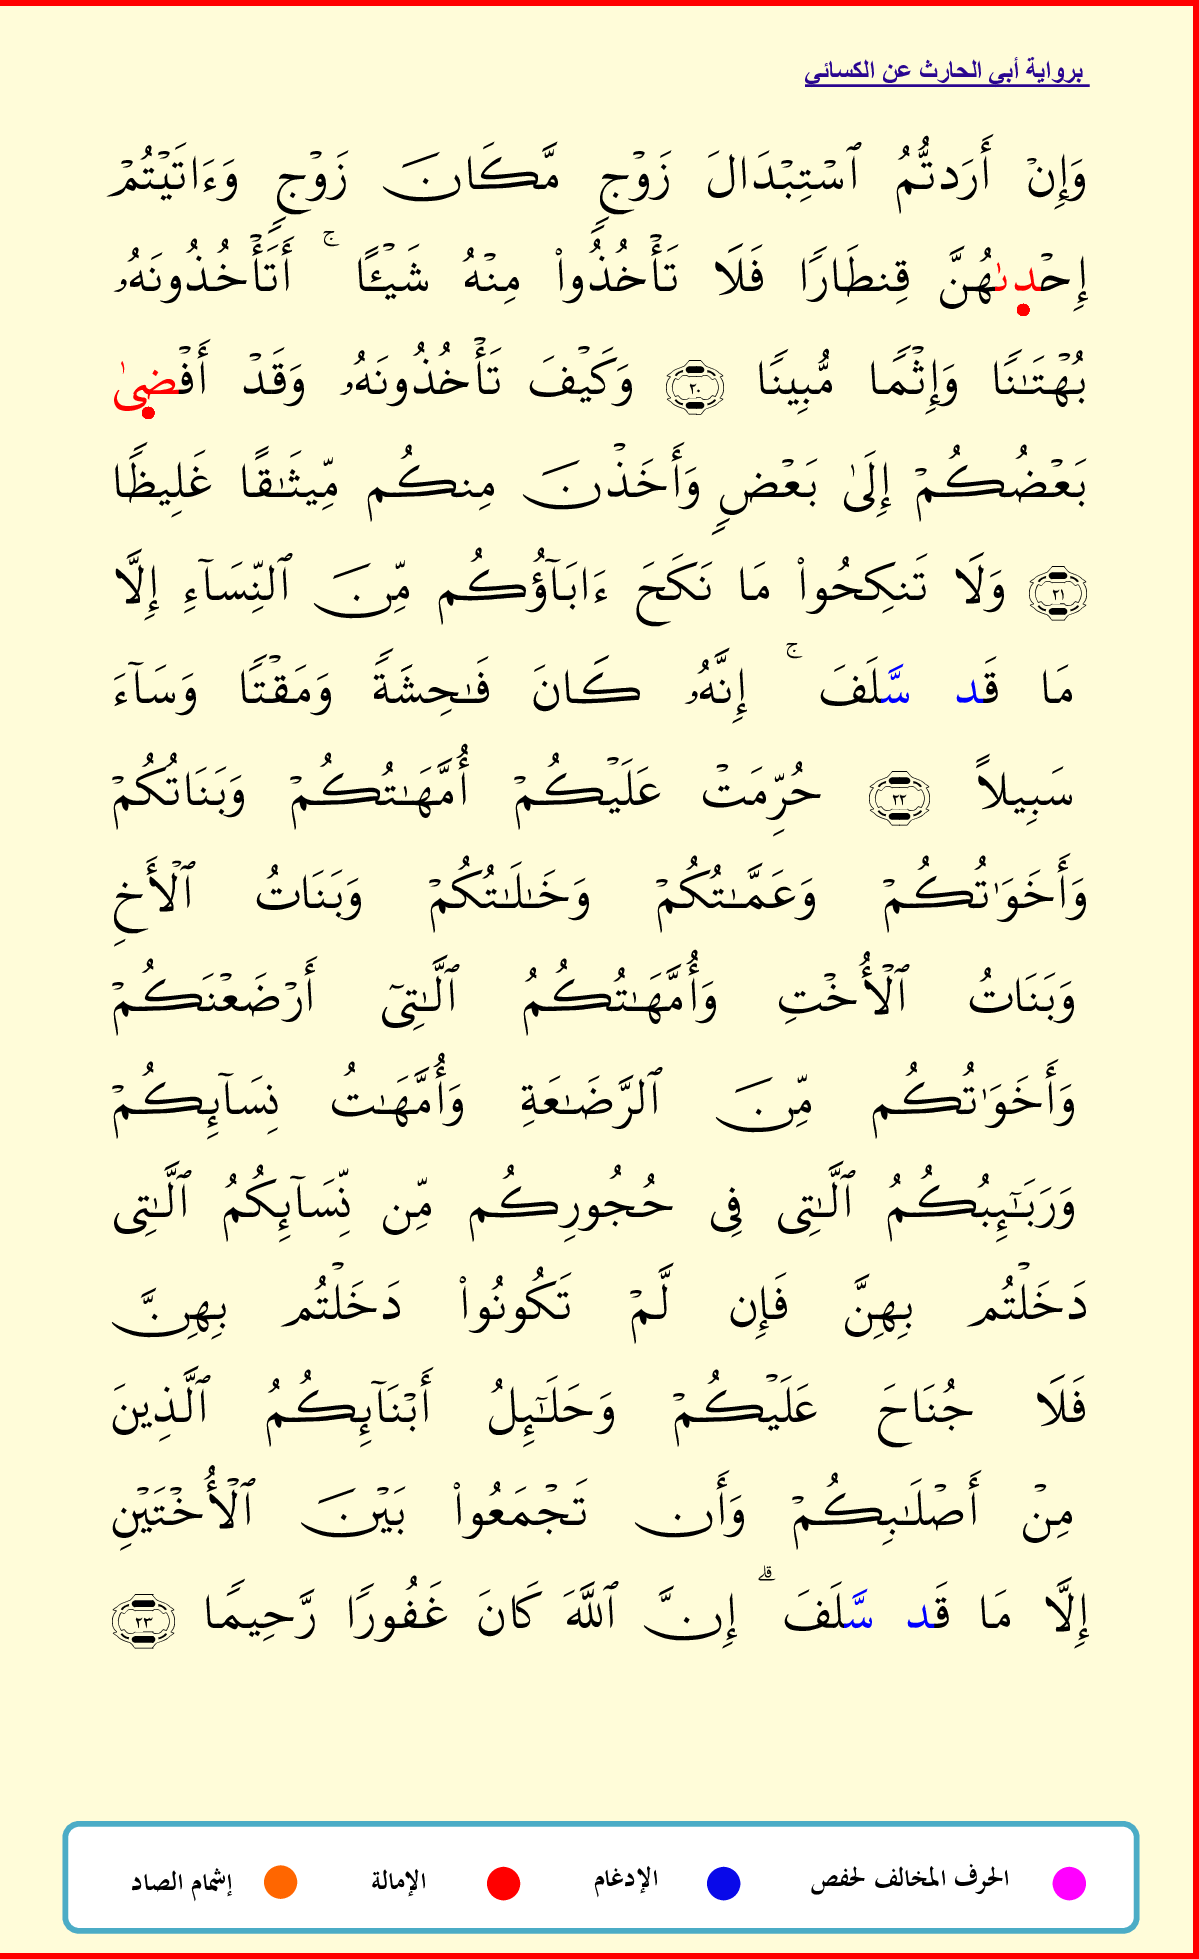 برواية أبي الحارث عن الكسائي
وَإِنْ أَرَدتُّمُ ٱسْتِبْدَالَ زَوْجٍ مَّكَانَ زَوْجٍ وَءَاتَيْتُمْ
إِحْدىٰهُنَّ قِنطَارًا فَلَا تَأْخُذُواْ مِنْهُ شَيْـًٔا ۚ أَتَأْخُذُونَهُۥ
بُهْتَـٰنًا وَإِثْمًا مُّبِينًا ٢٠ وَكَيْفَ تَأْخُذُونَهُۥ وَقَدْ أَفْضىٰ
بَعْضُكُمْ إِلَىٰ بَعْضٍ وَأَخَذْنَ مِنكُم مِّيثَـٰقًا غَلِيظًا
٢١ وَلَا تَنكِحُواْ مَا نَكَحَ ءَابَآؤُكُم مِّنَ ٱلنِّسَآءِ إِلَّا
مَا قَد سَّلَفَ ۚ إِنَّهُۥ كَانَ فَـٰحِشَةً وَمَقْتًا وَسَآءَ
سَبِيلاً ٢٢ حُرِّمَتْ عَلَيْكُمْ أُمَّهَـٰتُكُمْ وَبَنَاتُكُمْ
وَأَخَوَٰتُكُمْ وَعَمَّـٰتُكُمْ وَخَـٰلَـٰتُكُمْ وَبَنَاتُ ٱلْأَخِ
وَبَنَاتُ ٱلْأُخْتِ وَأُمَّهَـٰتُكُمُ ٱلَّـٰتِىٓ أَرْضَعْنَكُمْ
وَأَخَوَٰتُكُم مِّنَ ٱلرَّضَـٰعَةِ وَأُمَّهَـٰتُ نِسَآئِكُمْ
وَرَبَـٰٓئِبُكُمُ ٱلَّـٰتِى فِى حُجُورِكُم مِّن نِّسَآئِكُمُ ٱلَّـٰتِى
دَخَلْتُم بِهِنَّ فَإِن لَّمْ تَكُونُواْ دَخَلْتُم بِهِنَّ
فَلَا جُنَاحَ عَلَيْكُمْ وَحَلَـٰٓئِلُ أَبْنَآئِكُمُ ٱلَّذِينَ
مِنْ أَصْلَـٰبِكُمْ وَأَن تَجْمَعُواْ بَيْنَ ٱلْأُخْتَيْنِ
إِلَّا مَا قَد سَّلَفَ ۗ إِنَّ ٱللَّهَ كَانَ غَفُورًا رَّحِيمًا ٢٣
الحرف المخالف لحفص الإدغام الإمالة إشمام الصاد